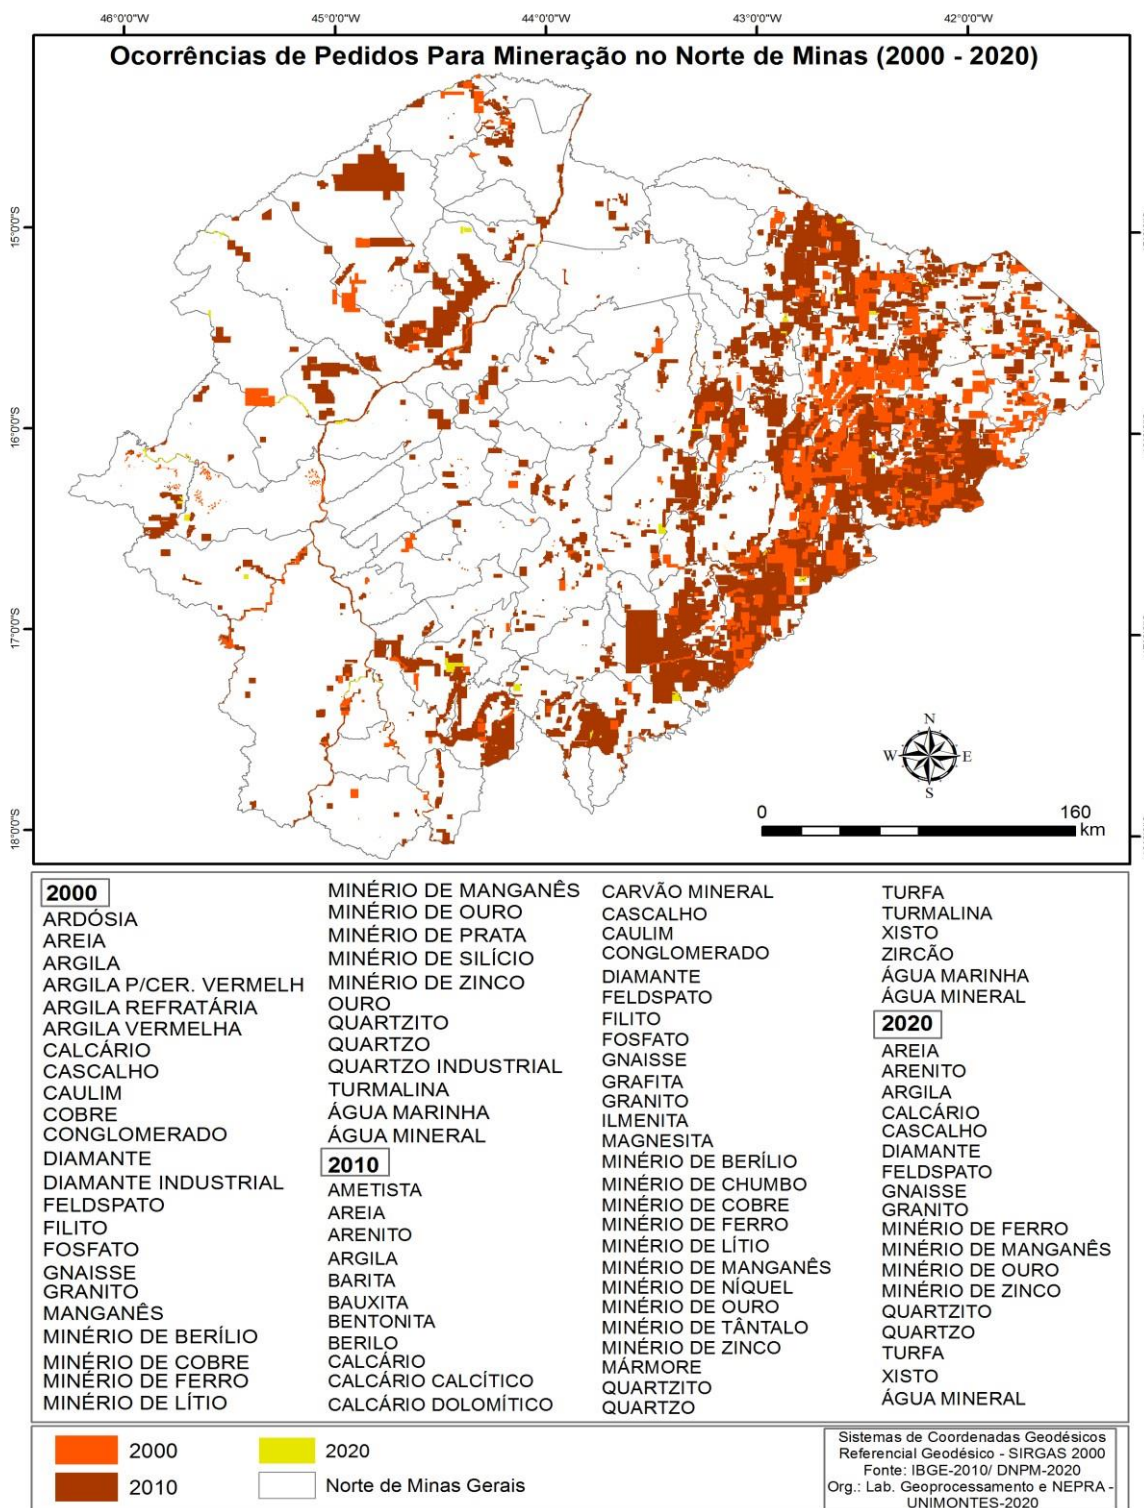 46°0'0"W
45°0'0"W
44°0'0"W
43°0'0"W
42°0'0"W
Ocorrências de Pedidos Para Mineração no Norte de Minas (2000 - 2020)
15°0'0"S
16°0'0"S
17°0'0"S
18°0'0"S
N
W
E
S
0
160
km
2000
ARDÓSIA
AREIA
ARGILA
ARGILA P/CER. VERMELH
ARGILA REFRATÁRIA
ARGILA VERMELHA
CALCÁRIO
CASCALHO
CAULIM
COBRE
CONGLOMERADO
DIAMANTE
DIAMANTE INDUSTRIAL
FELDSPATO
FILITO
FOSFATO
GNAISSE
GRANITO
MANGANÊS
MINÉRIO DE BERÍLIO
MINÉRIO DE COBRE
MINÉRIO DE FERRO
MINÉRIO DE LÍTIO
MINÉRIO DE MANGANÊS
MINÉRIO DE OURO
MINÉRIO DE PRATA
MINÉRIO DE SILÍCIO
MINÉRIO DE ZINCO
OURO
QUARTZITO
QUARTZO
QUARTZO INDUSTRIAL
TURMALINA
ÁGUA MARINHA
ÁGUA MINERAL
2010
AMETISTA
AREIA
ARENITO
ARGILA
BARITA
BAUXITA
BENTONITA
BERILO
CALCÁRIO
CALCÁRIO CALCÍTICO
CALCÁRIO DOLOMÍTICO
CARVÃO MINERAL
CASCALHO
CAULIM
CONGLOMERADO
DIAMANTE
FELDSPATO
FILITO
FOSFATO
GNAISSE
GRAFITA
GRANITO
ILMENITA
MAGNESITA
MINÉRIO DE BERÍLIO
MINÉRIO DE CHUMBO
MINÉRIO DE COBRE
MINÉRIO DE FERRO
MINÉRIO DE LÍTIO
MINÉRIO DE MANGANÊS
MINÉRIO DE NÍQUEL
MINÉRIO DE OURO
MINÉRIO DE TÂNTALO
MINÉRIO DE ZINCO
MÁRMORE
QUARTZITO
QUARTZO
TURFA
TURMALINA
XISTO
ZIRCÃO
ÁGUA MARINHA
ÁGUA MINERAL
2020
AREIA
ARENITO
ARGILA
CALCÁRIO
CASCALHO
DIAMANTE
FELDSPATO
GNAISSE
GRANITO
MINÉRIO DE FERRO
MINÉRIO DE MANGANÊS
MINÉRIO DE OURO
MINÉRIO DE ZINCO
QUARTZITO
QUARTZO
TURFA
XISTO
ÁGUA MINERAL
2000
2010
2020
Norte de Minas Gerais
Sistemas de Coordenadas Geodésicos
Referencial Geodésico - SIRGAS 2000
Fonte: IBGE-2010/ DNPM-2020
Org.: Lab. Geoprocessamento e NEPRA -
UNIMONTES-2020